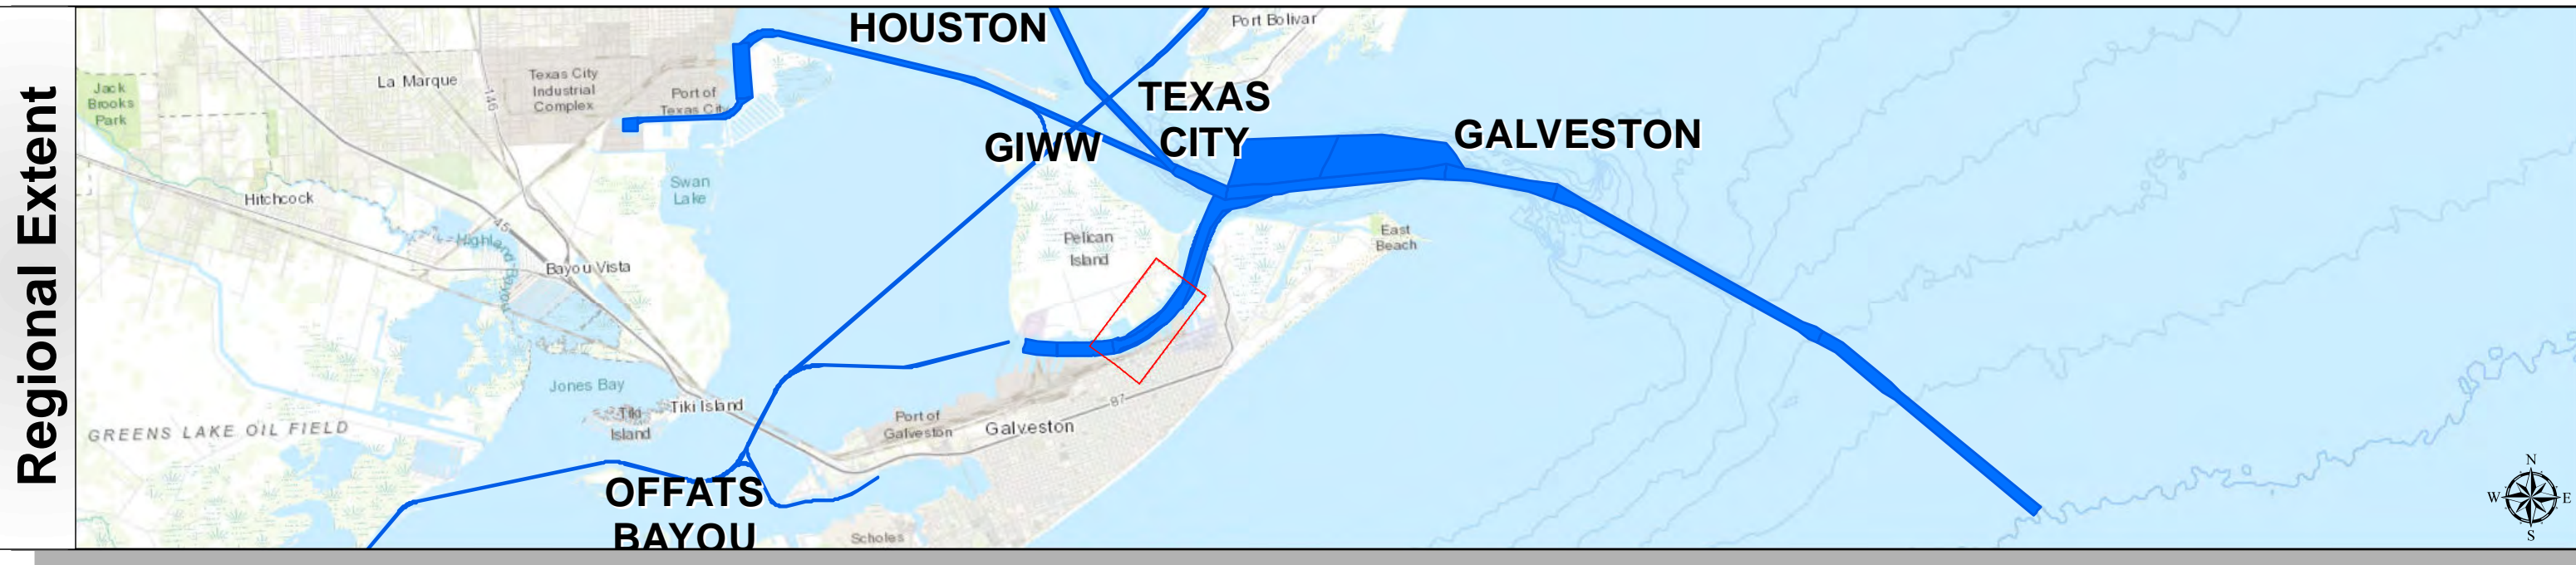 Regional Extent
HOUSTON
Port Bolivar
La Marque
Texas City
Industrial
Complex
146
Port of
Texas City
Jack
Brooks
Park
TEXAS
CITY
GALVESTON
GIWW
Swan
Lake
Hitchcock
45
Highland Bayou
Bayou Vista
Pelican
Island
East
Beach
Jones Bay
Tiki
Island
Tiki Island
87
Port of
Galveston
Galveston
GREENS LAKE OIL FIELD
OFFATS
BAYOU
Scholes
N
W
E
S